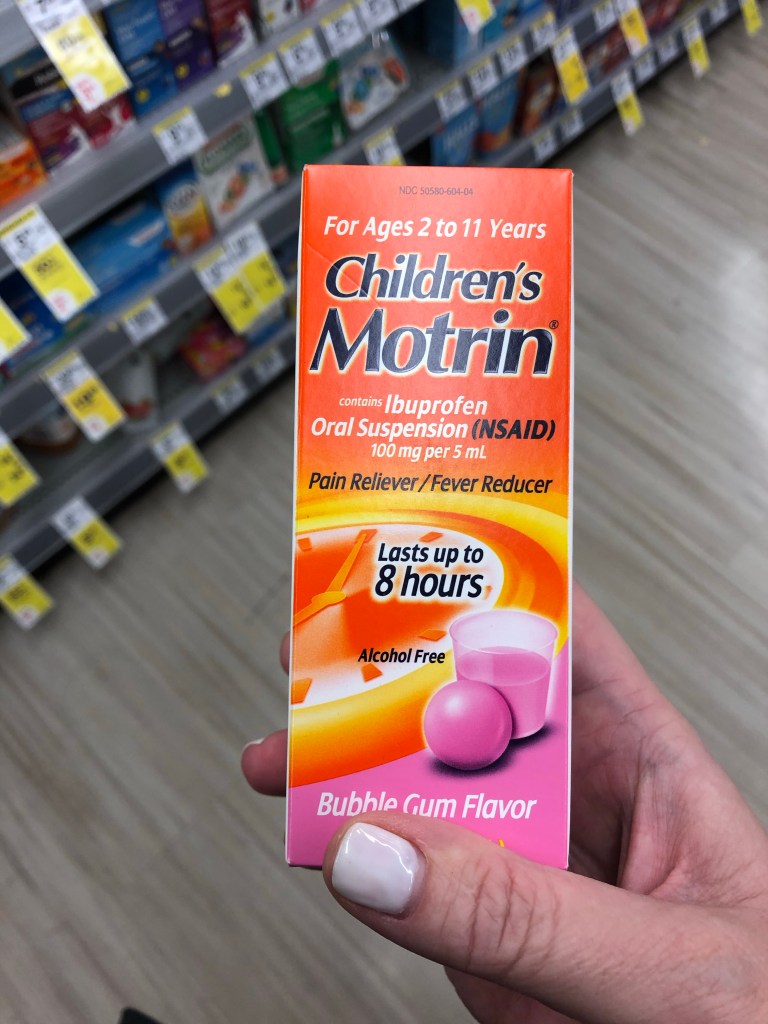 NDC 50580-604-04
For Ages 2 to 11 Years
Children's
Motrin®
contains Ibuprofen
Oral Suspension (NSAID)
100 mg per 5 mL
Pain Reliever/Fever Reducer
Lasts up to
8 hours
Alcohol Free
Bubble Gum Flavor